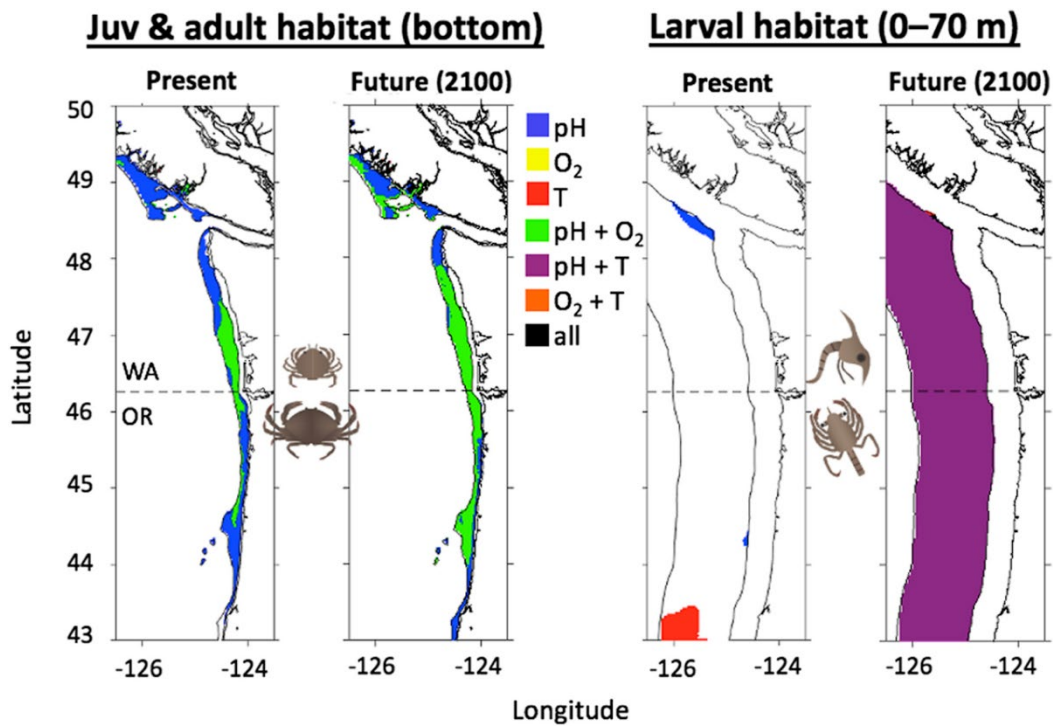 Juv & adult habitat (bottom)
Larval habitat (0–70 m)
Present
Future (2100)
Present
Future (2100)
50
49
48
47
46
45
44
43
Latitude
WA
OR
pH
O₂
T
pH + O₂
pH + T
O₂ + T
all
-126
-124
-126
-124
-126
-124
-126
-124
Longitude